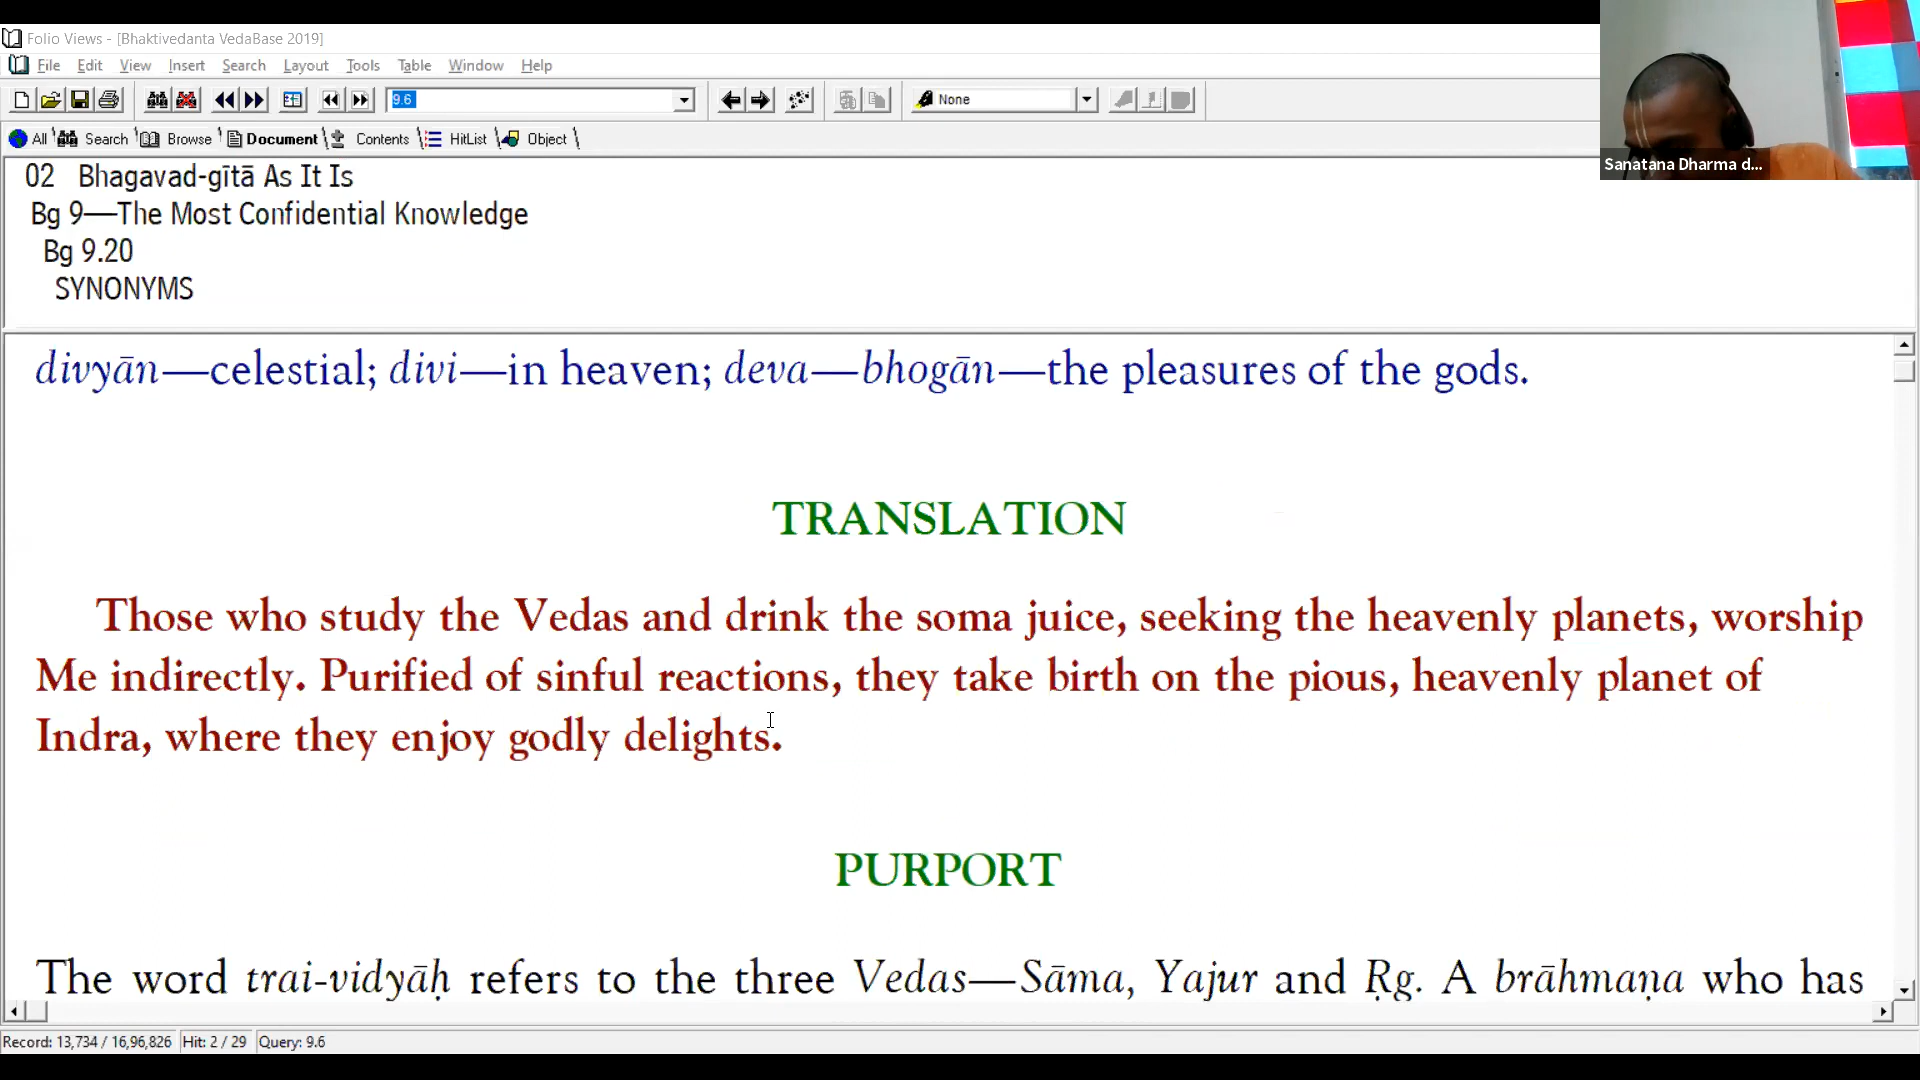 Folio Views - [Bhaktivedanta VedaBase 2019]
File Edit View Insert Search Layout Tools Table Window Help
9.6 None
All Search Browse Document Contents HitList Object
02 Bhagavad-gītā As It Is
Bg 9—The Most Confidential Knowledge
Bg 9.20
SYNONYMS
Sanatana Dharma d...
divyān—celestial; divi—in heaven; deva—bhogān—the pleasures of the gods.
TRANSLATION
Those who study the Vedas and drink the soma juice, seeking the heavenly planets, worship
Me indirectly. Purified of sinful reactions, they take birth on the pious, heavenly planet of
Indra, where they enjoy godly delights.
PURPORT
The word trai-vidyāḥ refers to the three Vedas—Sāma, Yajur and Ṛg. A brāhmaṇa who has
Record: 13,734 / 16,96,826 Hit: 2 / 29 Query: 9.6